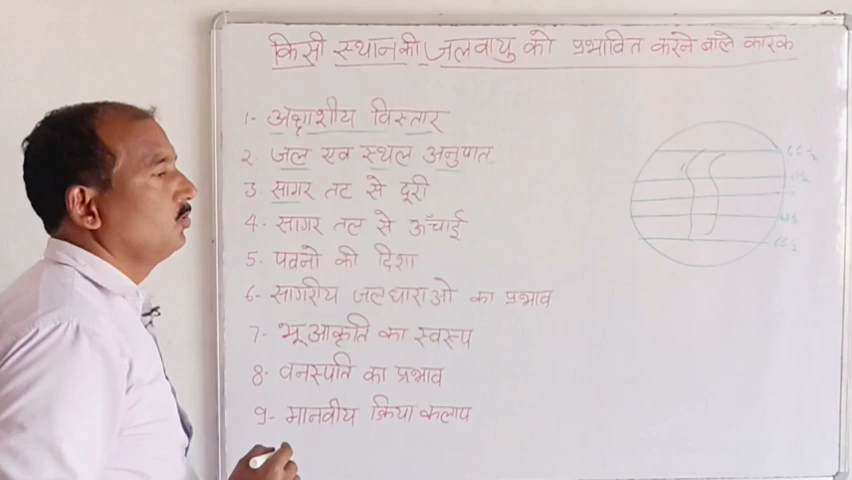 किसी स्थान की जलवायु को प्रभावित करने वाले कारक
1- अक्षाशीय विस्तार
2. जल एव स्थल अनुपात
3. सागर तट से दूरी
4- सागर तल से ऊँचाई
5- पवनो की दिशा
6- सागरीय जलधाराओ का प्रभाव
7- भू आकृति का स्वरूप
8- वनस्पति का प्रभाव
9- मानवीय क्रिया कलाप